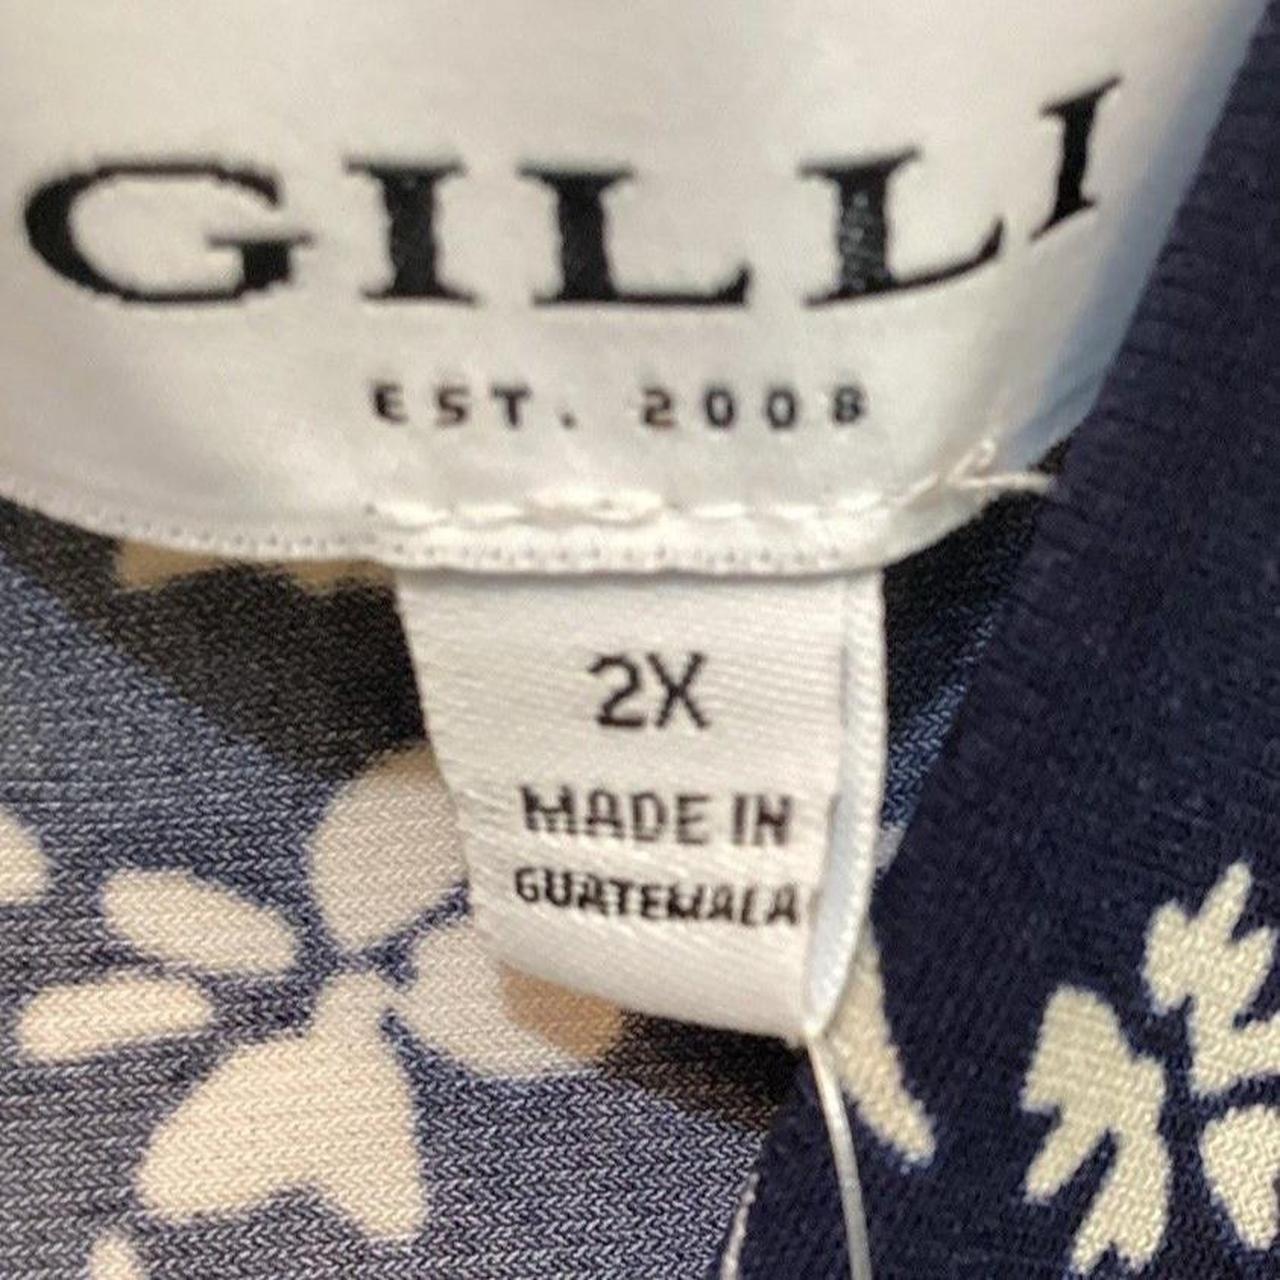 GILLI
EST. 2008
2X
MADE IN
GUATEMALA